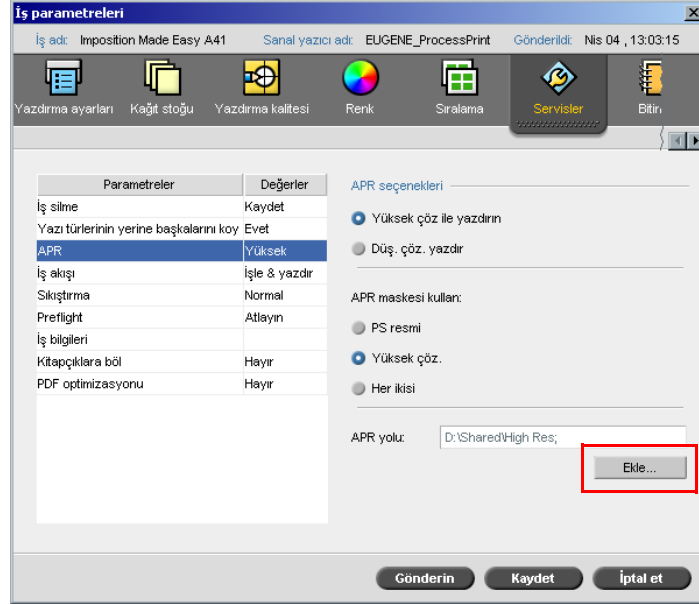 İş parametreleri
İş adı: Imposition Made Easy A41 Sanal yazıcı adı: EUGENE_ProcessPrint Gönderildi: Nis 04 , 13:03:15
Yazdırma ayarları Kağıt stoğu Yazdırma kalitesi Renk Sıralama Servisler Bitirı
Parametreler Değerler
İş silme Kaydet
Yazı türlerinin yerine başkalarını koy Evet
APR Yüksek
İş akışı İşle & yazdır
Sıkıştırma Normal
Preflight Atlayın
İş bilgileri
Kitapçıklara böl Hayır
PDF optimizasyonu Hayır
APR seçenekleri
Yüksek çöz ile yazdırın
Düş. çöz. yazdır
APR maskesi kullan:
PS resmi
Yüksek çöz.
Her ikisi
APR yolu: D:\Shared\High Res;
Ekle...
Gönderin Kaydet İptal et